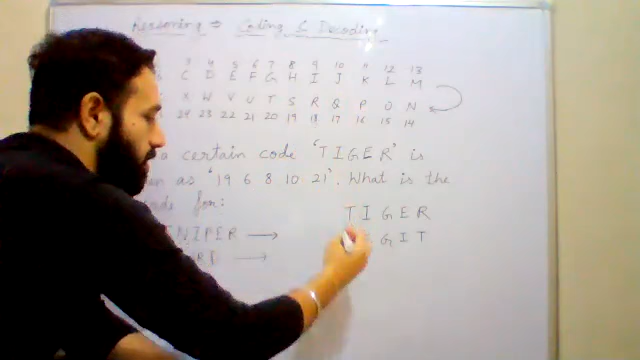 Reasoning ⇒ Coding & Decoding
3 4 5 6 7 8 9 10 11 12 13
C D E F G H I J K L M
X W V U T S R Q P O N
24 23 22 21 20 19 18 17 16 15 14
a certain code 'TIGER' is
as '19 6 8 10 21'. What is the
for:
NIPER →
→
T I G E R
G I T